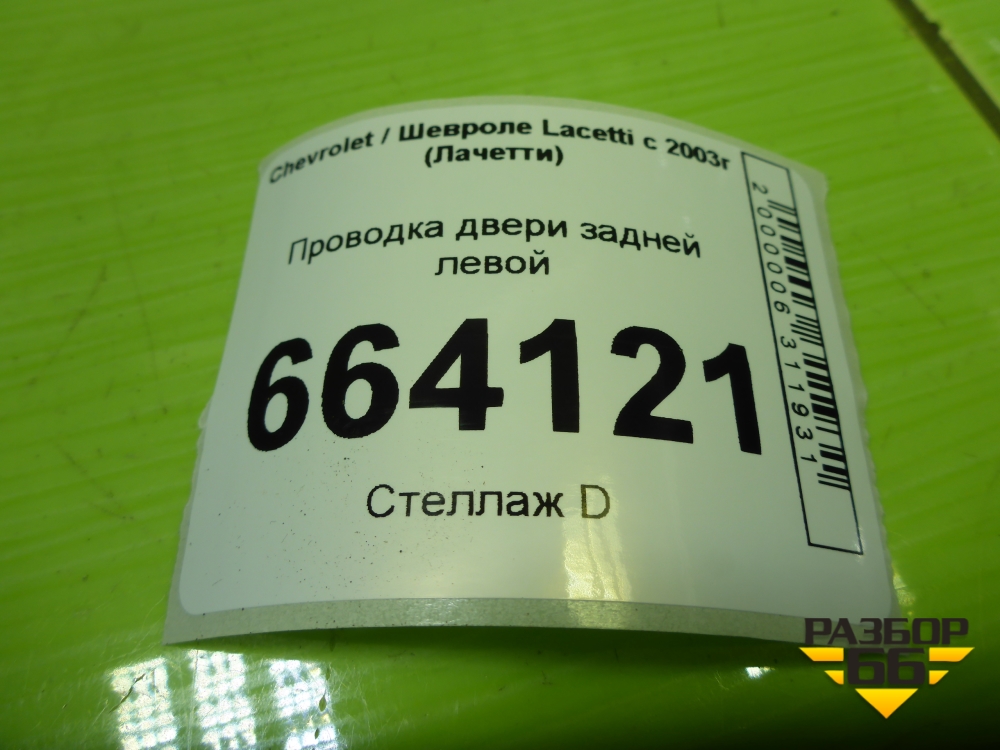 Chevrolet / Шевроле Lacetti с 2003г
(Лачетти)
Проводка двери задней
левой
664121
Стеллаж D
2000006311931
РАЗБОР
66